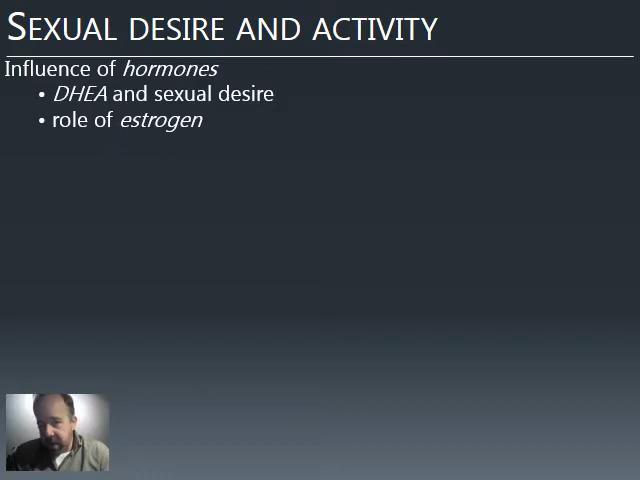 SEXUAL DESIRE AND ACTIVITY
Influence of hormones
• DHEA and sexual desire
• role of estrogen